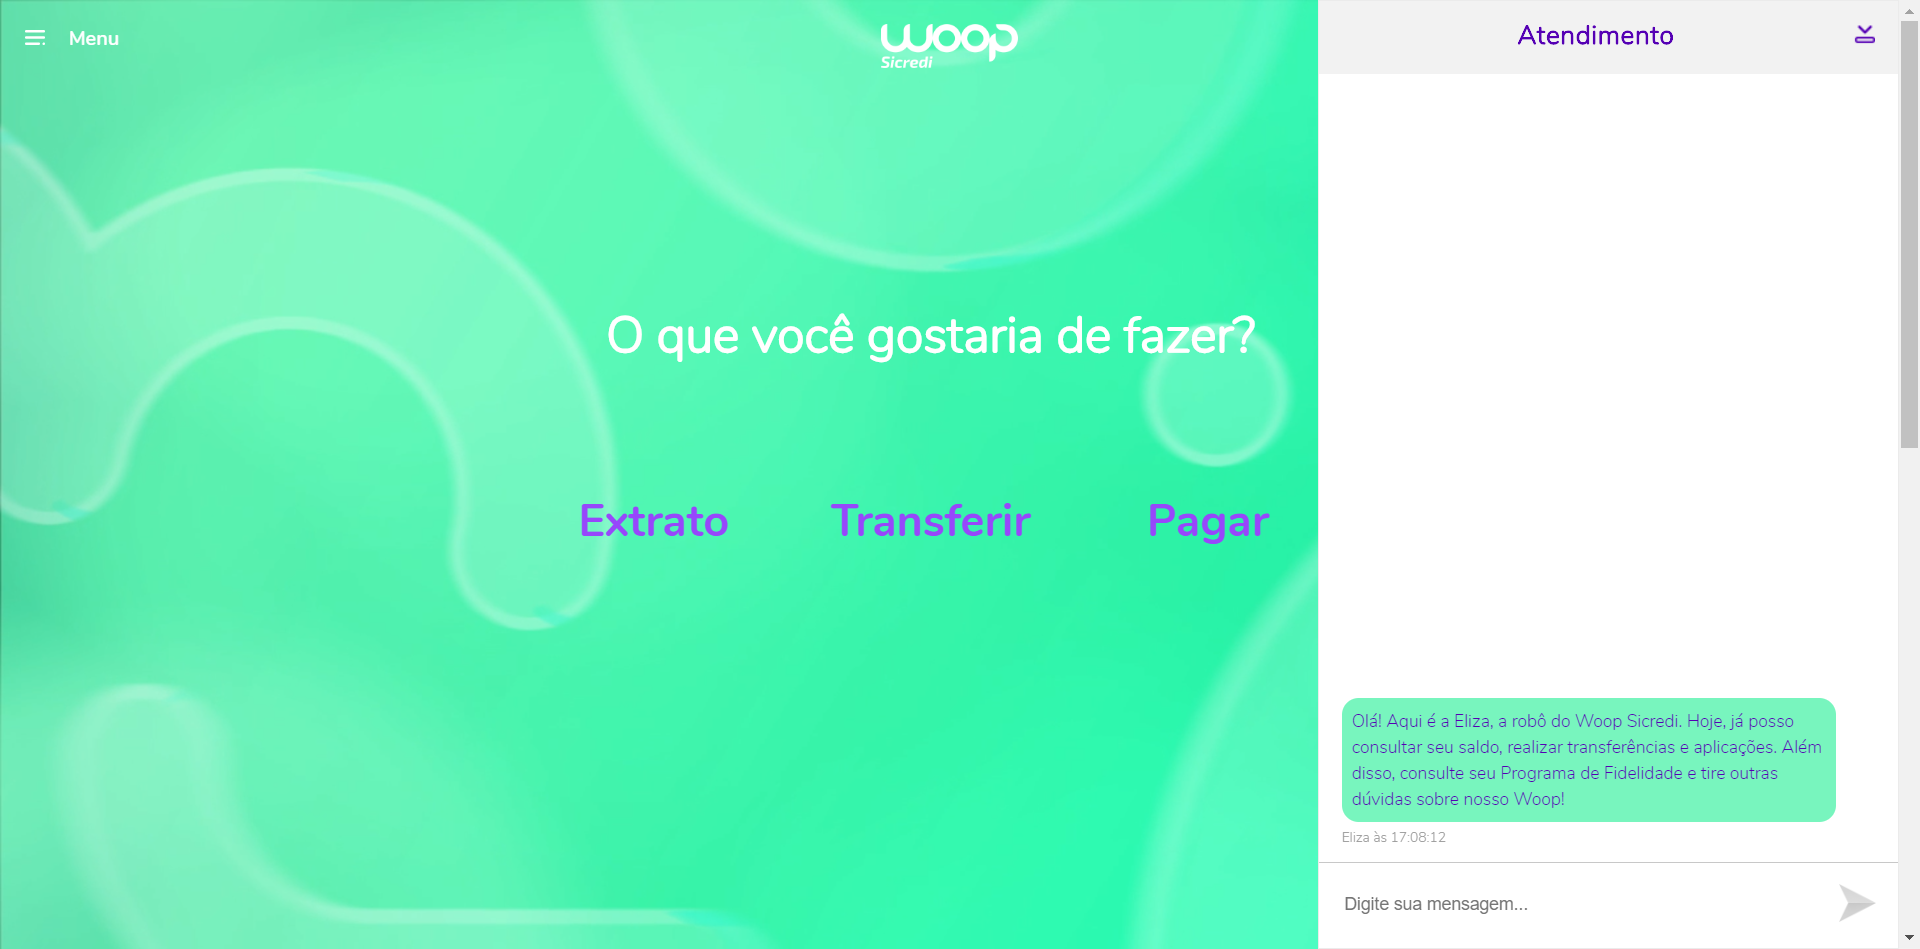 Menu
woop
Sicredi
O que você gostaria de fazer?
Extrato
Transferir
Pagar
Atendimento
Olá! Aqui é a Eliza, a robô do Woop Sicredi. Hoje, já posso
consultar seu saldo, realizar transferências e aplicações. Além
disso, consulte seu Programa de Fidelidade e tire outras
dúvidas sobre nosso Woop!
Eliza às 17:08:12
Digite sua mensagem...